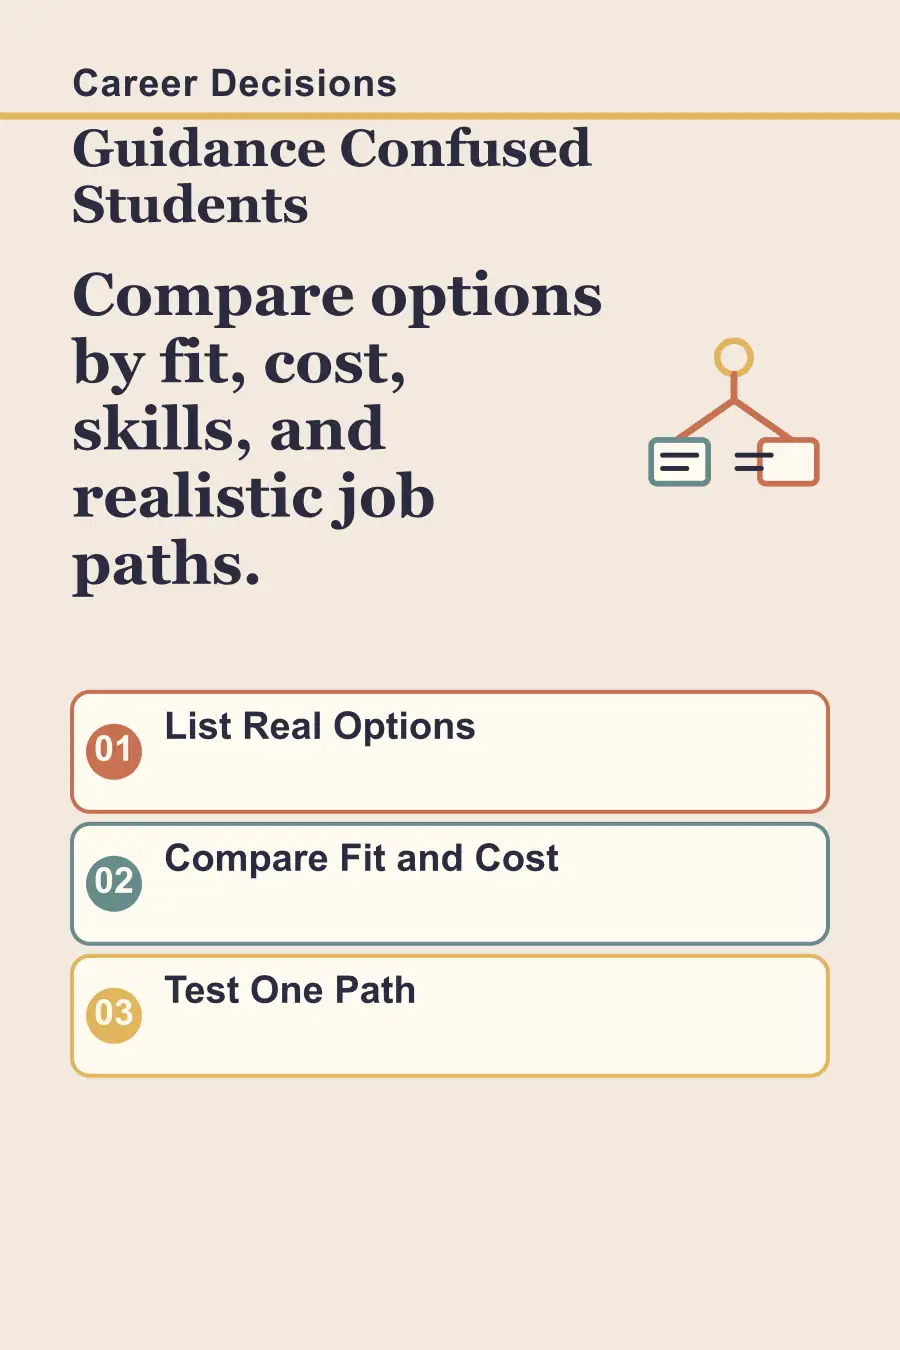 Career Decisions
Guidance Confused
Students
Compare options
by fit, cost,
skills, and
realistic job
paths.
01
List Real Options
02
Compare Fit and Cost
03
Test One Path